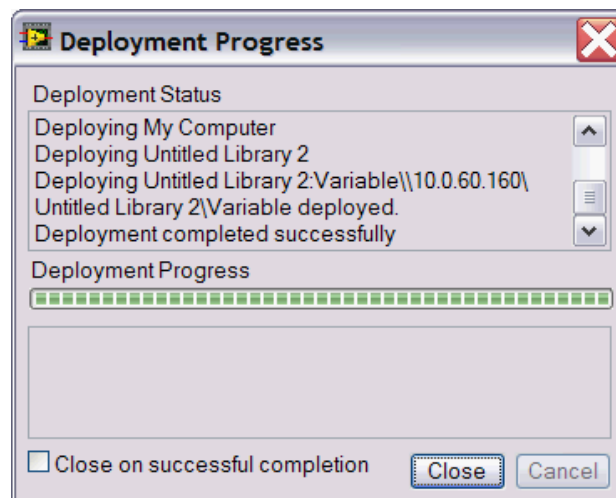 Deployment Progress
Deployment Status
Deploying My Computer
Deploying Untitled Library 2
Deploying Untitled Library 2:Variable\\10.0.60.160\
Untitled Library 2\Variable deployed.
Deployment completed successfully
Deployment Progress
Close on successful completion
Close
Cancel